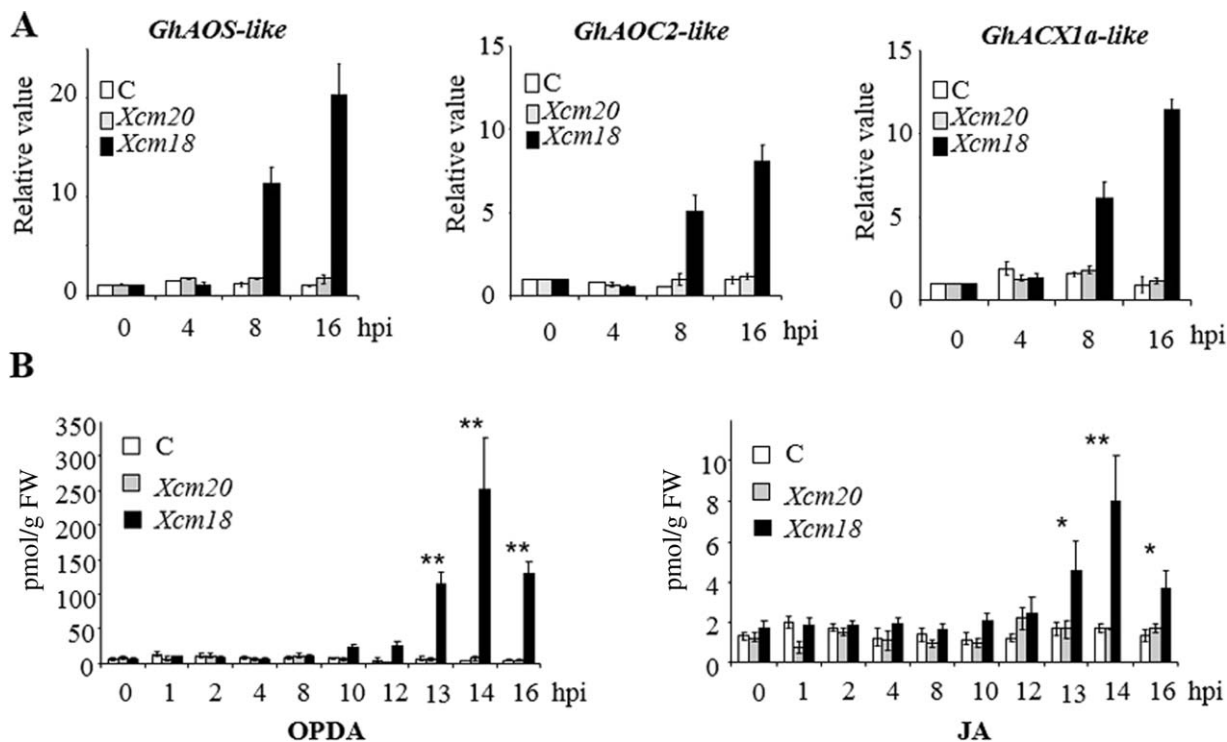 A
GhAOS-like
Relative value
20
10
0
C
Xcm20
Xcm18
0 4 8 16 hpi
GhAOC2-like
Relative value
15
10
5
0
C
Xcm20
Xcm18
0 4 8 16 hpi
GhACX1a-like
Relative value
15
10
5
0
C
Xcm20
Xcm18
0 4 8 16 hpi
B
pmol/g FW
350
300
250
200
150
100
50
0
C
Xcm20
Xcm18
**
**
**
0 1 2 4 8 10 12 13 14 16 hpi
OPDA
pmol/g FW
10
8
6
4
2
0
C
Xcm20
Xcm18
*
**
*
0 1 2 4 8 10 12 13 14 16 hpi
JA